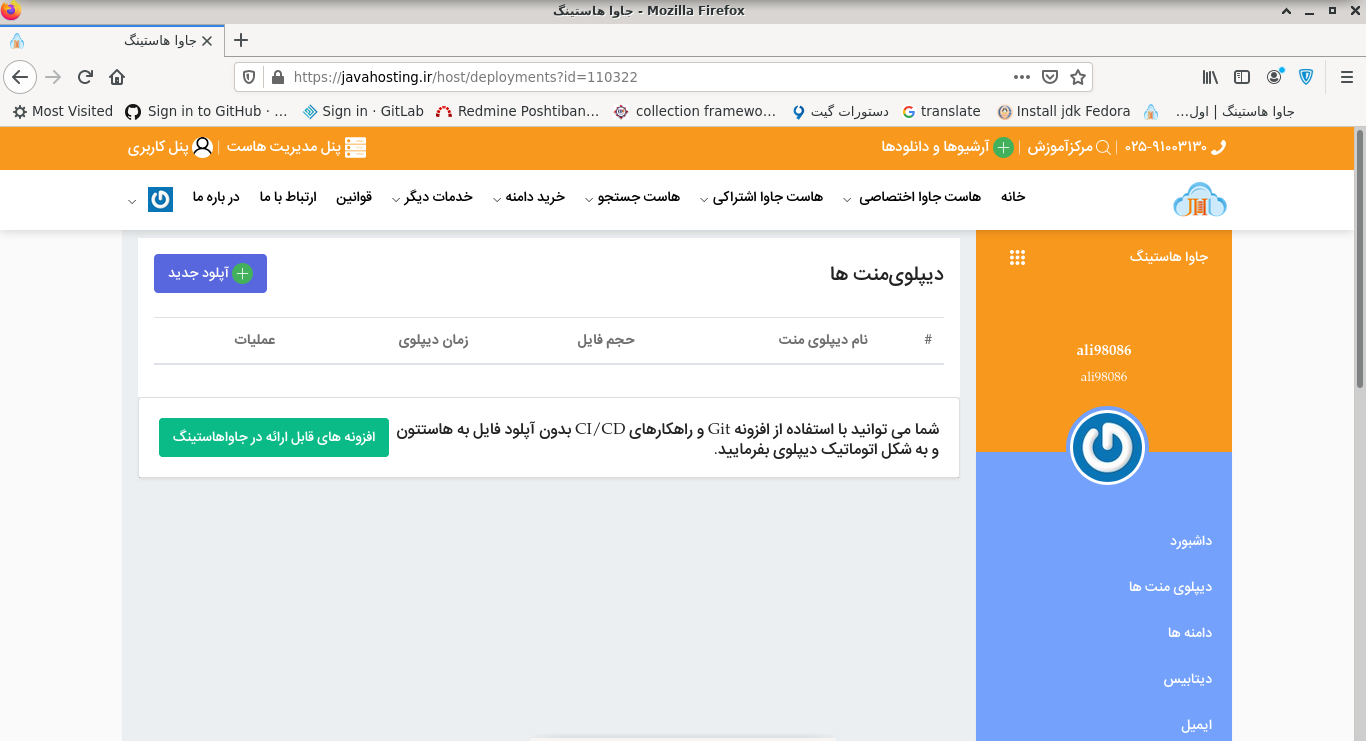 جاوا هاستینگ - Mozilla Firefox
جاوا هاستینگ
https://javahosting.ir/host/deployments?id=110322
Most Visited Sign in to GitHub · … Sign in · GitLab Redmine Poshtiban… collection framewo… دستورات گیت translate Install jdk Fedora جاوا هاستینگ | اول…
۰۲۵-۹۱۰۰۳۱۳۰ | مرکزآموزش | آرشیوها و دانلودها پنل مدیریت هاست | پنل کاربری
خانه هاست جاوا اختصاصی هاست جاوا اشتراکی هاست جستجو خرید دامنه خدمات دیگر قوانین ارتباط با ما در باره ما
JHL
جاوا هاستینگ
ali98086
ali98086
داشبورد
دیپلوی منت ها
دامنه ها
دیتابیس
ایمیل
دیپلوی‌منت ها
آپلود جدید
# نام دیپلوی منت حجم فایل زمان دیپلوی عملیات
شما می توانید با استفاده از افزونه Git و راهکارهای CI/CD بدون آپلود فایل به هاستتون
و به شکل اتوماتیک دیپلوی بفرمایید.
افزونه های قابل ارائه در جاواهاستینگ